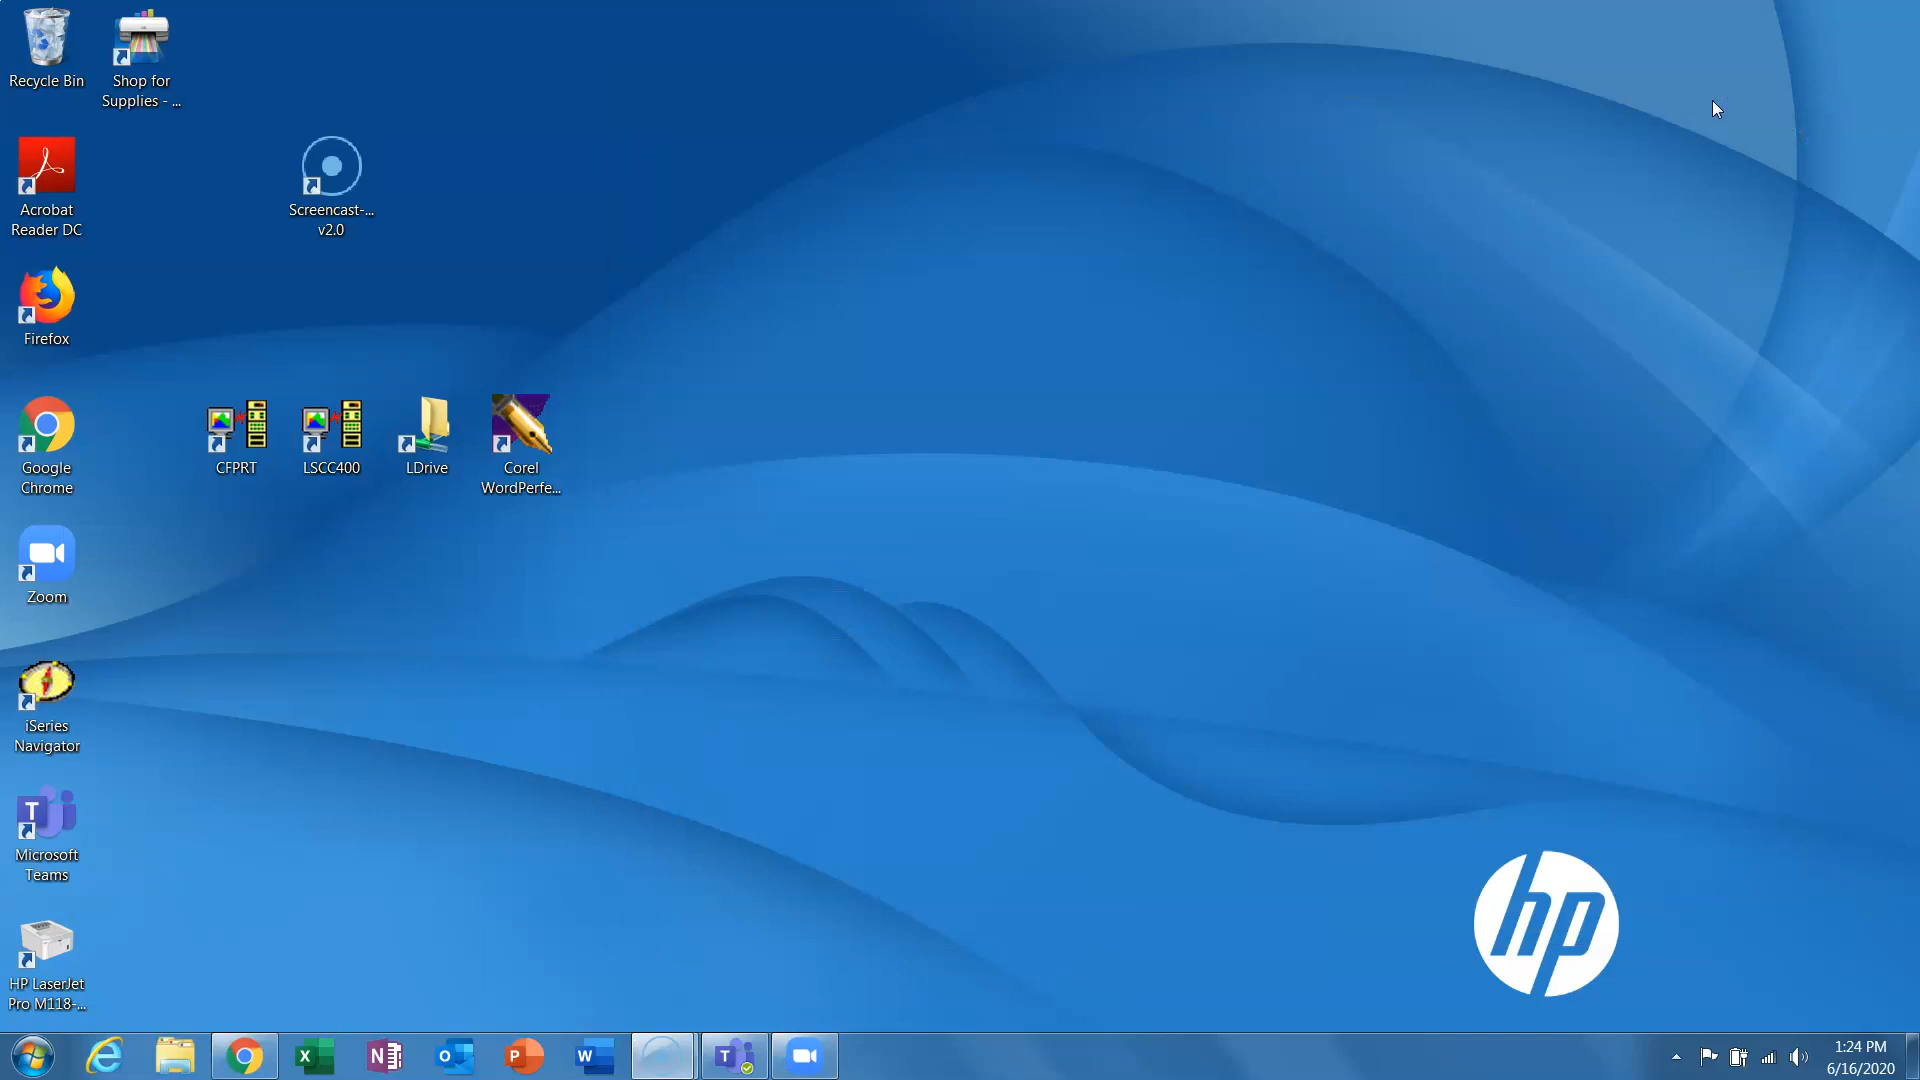 Recycle Bin
Shop for
Supplies - ...
Acrobat
Reader DC
Screencast-...
v2.0
Firefox
Google
Chrome
CFPRT
LSCC400
LDrive
Corel
WordPerfe...
Zoom
iSeries
Navigator
T
Microsoft
Teams
HP LaserJet
Pro M118-...
hp
X
N
O
P
W
T
1:24 PM
6/16/2020